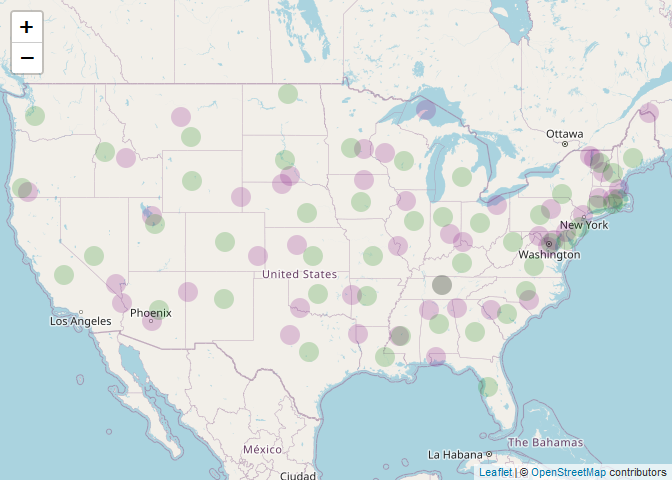 +
−
Ottawa
New York
Washington
United States
Los Angeles
Phoenix
México
Ciudad
La Habana
The Bahamas
Leaflet | © OpenStreetMap contributors